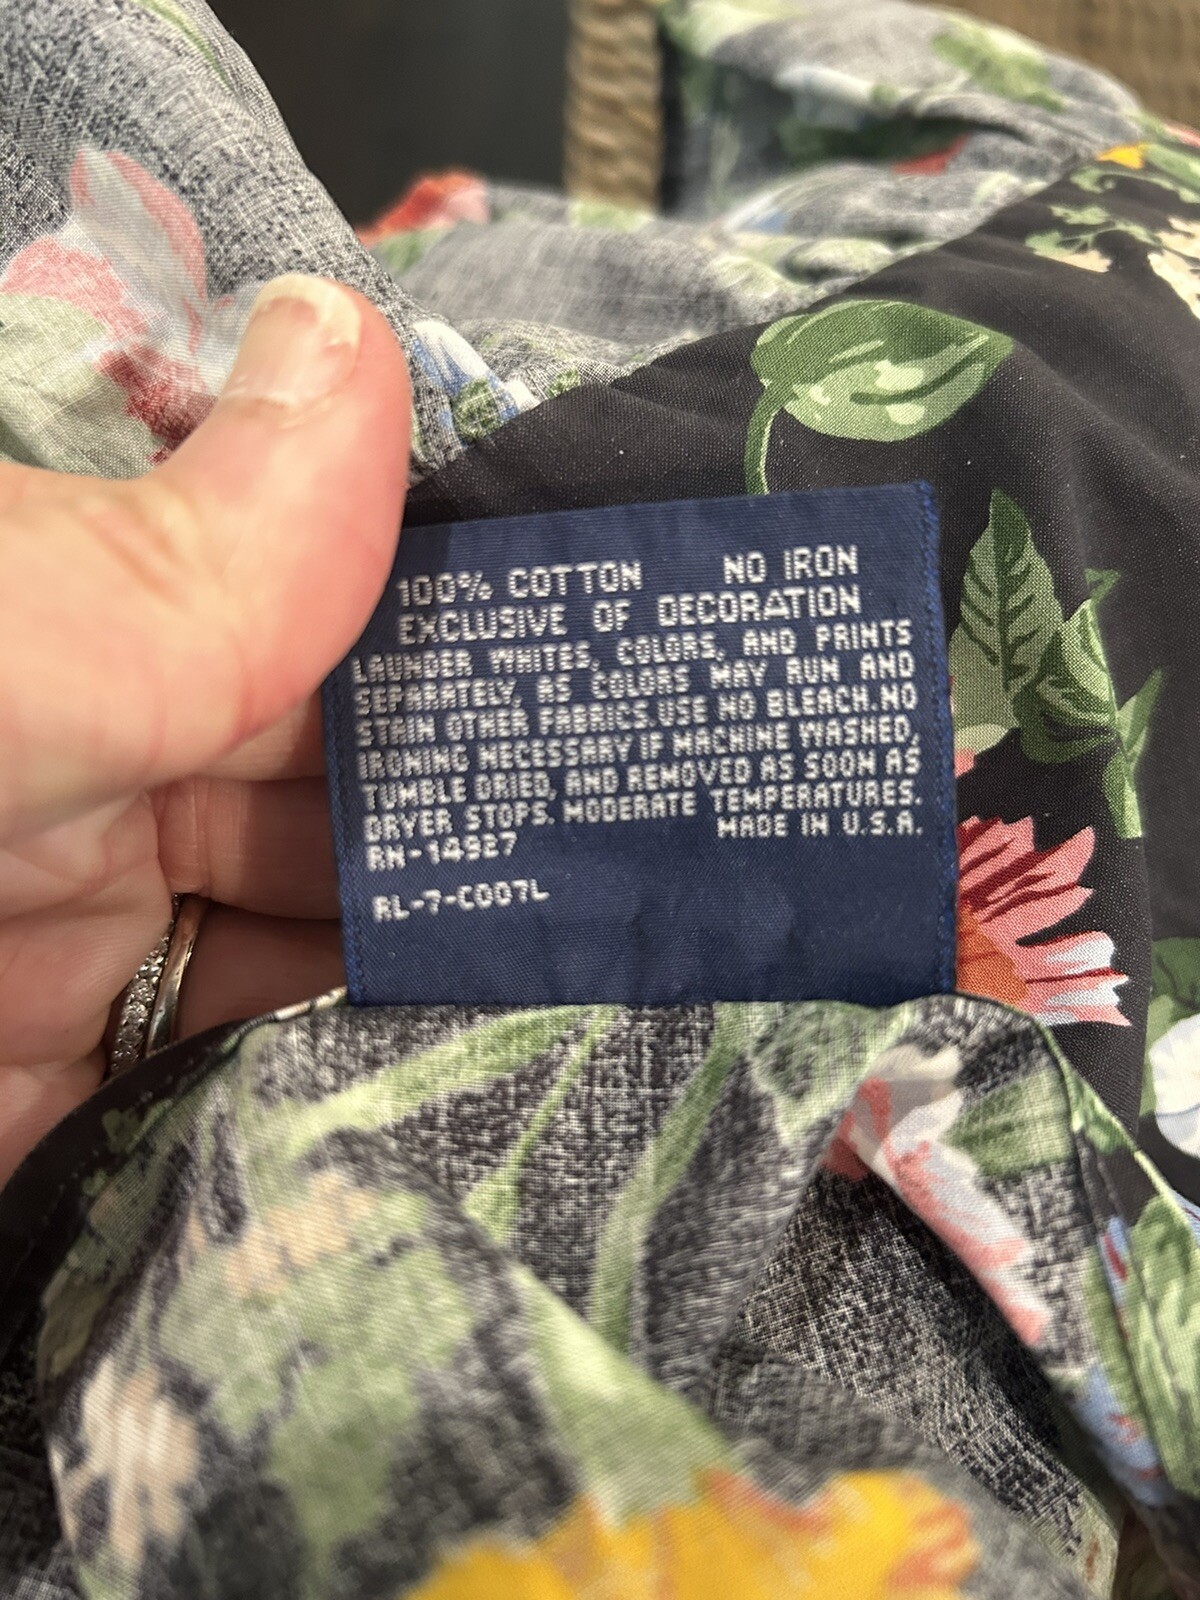 100% COTTON NO IRON
EXCLUSIVE OF DECORATION
LAUNDER WHITES, COLORS, AND PRINTS
SEPARATELY, AS COLORS MAY RUN AND
STAIN OTHER FABRICS. USE NO BLEACH. NO
IRONING NECESSARY IF MACHINE WASHED,
TUMBLE DRIED, AND REMOVED AS SOON AS
DRYER STOPS. MODERATE TEMPERATURES.
RN-14927 MADE IN U.S.A.
RL-7-C007L